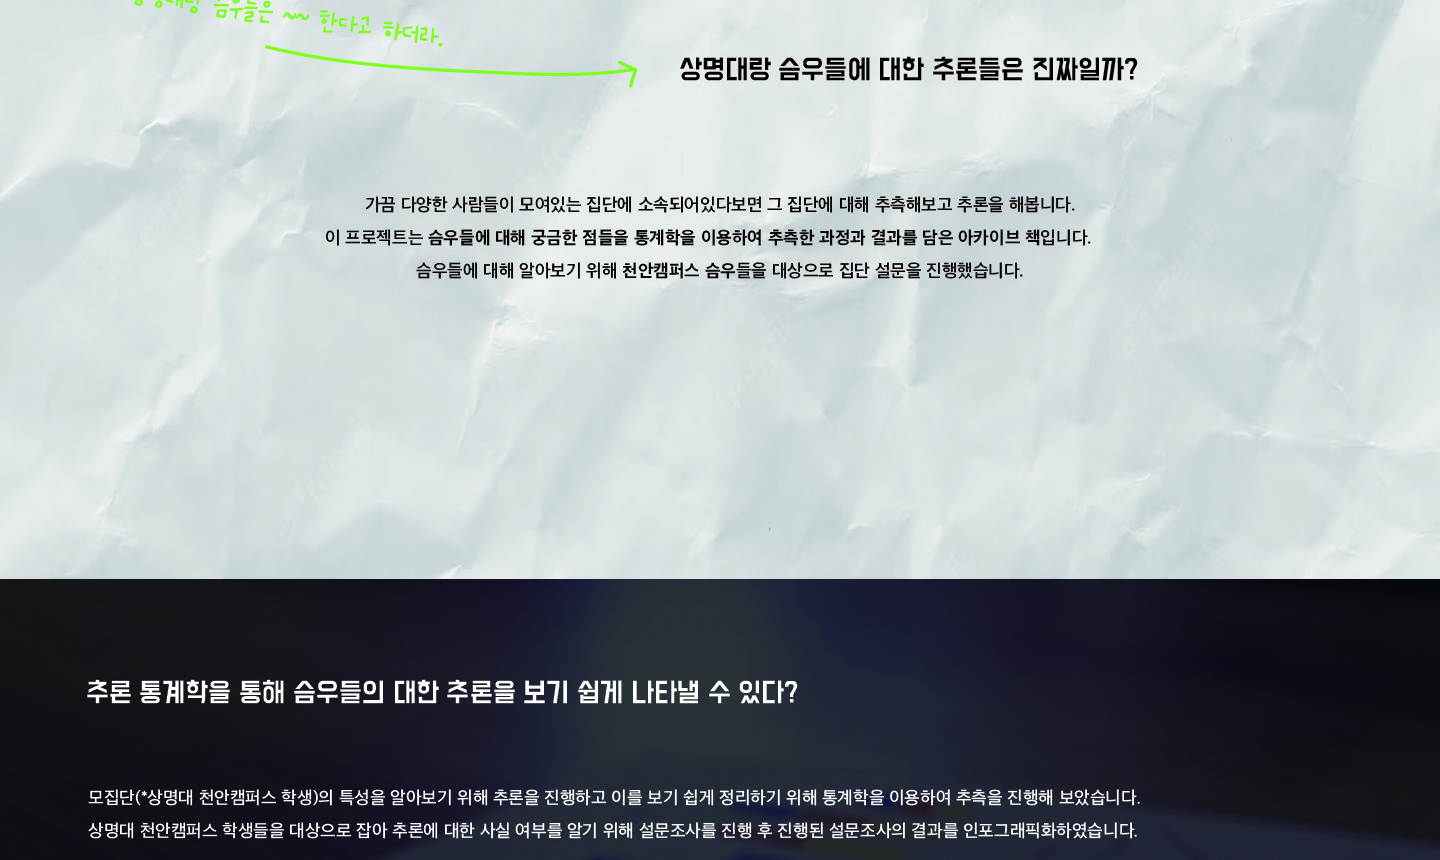 슴우들은 ~~ 한다고 하더라.
상명대랑 슴우들에 대한 추론들은 진짜일까?
가끔 다양한 사람들이 모여있는 집단에 소속되어있다보면 그 집단에 대해 추측해보고 추론을 해봅니다.
이 프로젝트는 슴우들에 대해 궁금한 점들을 통계학을 이용하여 추측한 과정과 결과를 담은 아카이브 책입니다.
슴우들에 대해 알아보기 위해 천안캠퍼스 슴우들을 대상으로 집단 설문을 진행했습니다.
추론 통계학을 통해 슴우들의 대한 추론을 보기 쉽게 나타낼 수 있다?
모집단(*상명대 천안캠퍼스 학생)의 특성을 알아보기 위해 추론을 진행하고 이를 보기 쉽게 정리하기 위해 통계학을 이용하여 추측을 진행해 보았습니다.
상명대 천안캠퍼스 학생들을 대상으로 잡아 추론에 대한 사실 여부를 알기 위해 설문조사를 진행 후 진행된 설문조사의 결과를 인포그래픽화하였습니다.